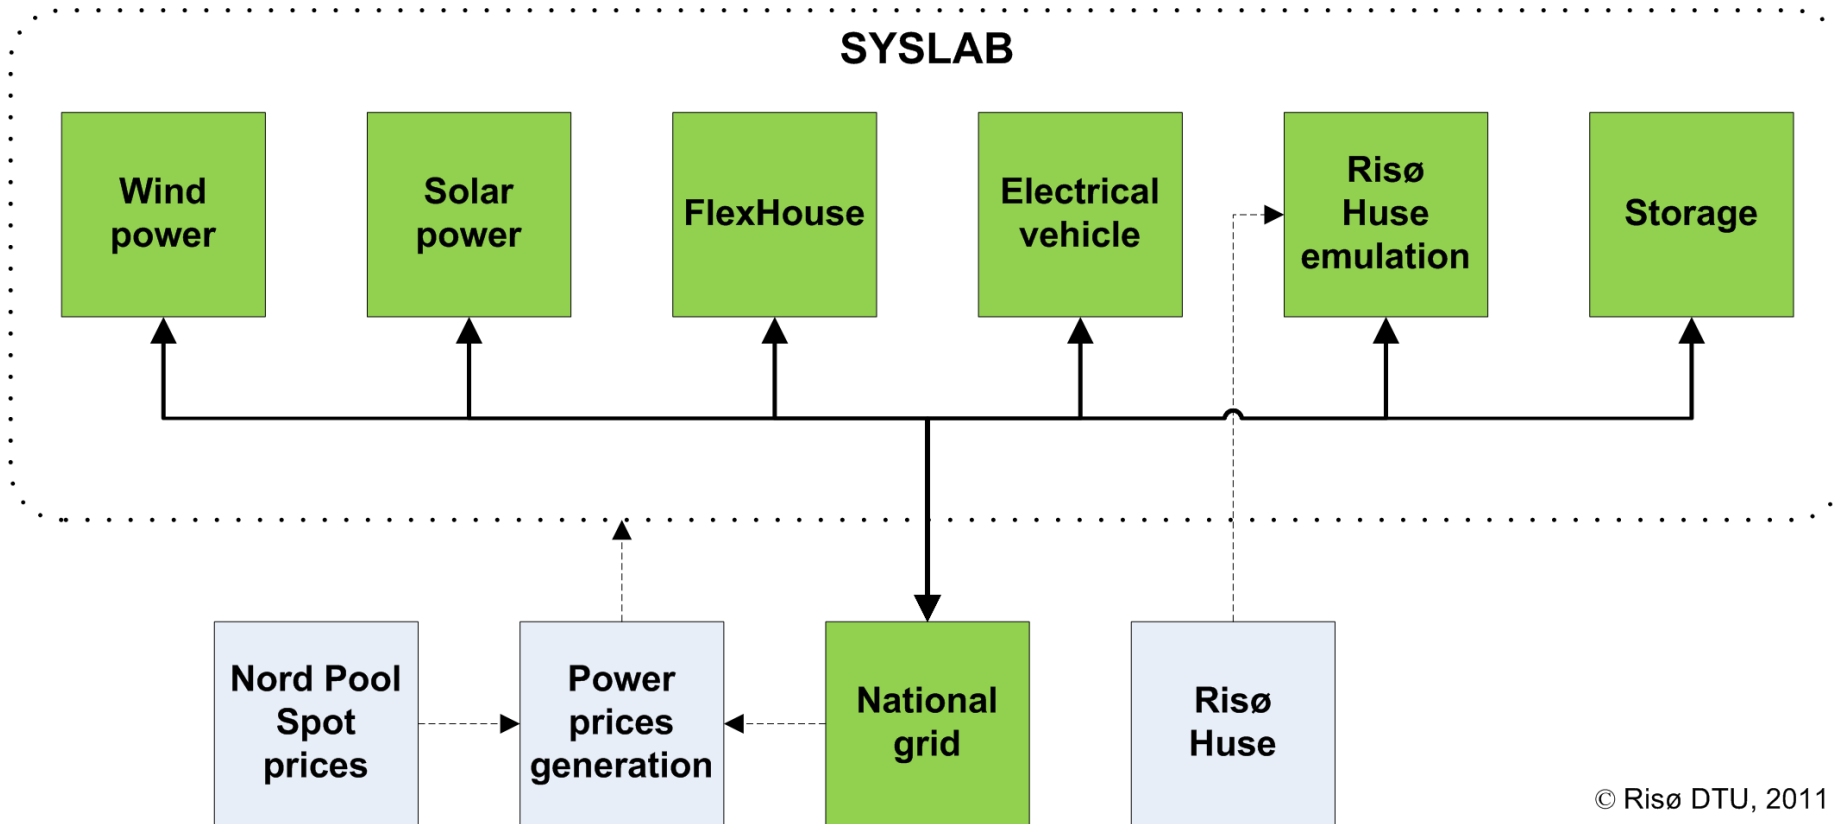 SYSLAB
Wind
power
Solar
power
FlexHouse
Electrical
vehicle
Risø
Huse
emulation
Storage
Nord Pool
Spot
prices
Power
prices
generation
National
grid
Risø
Huse
© Risø DTU, 2011